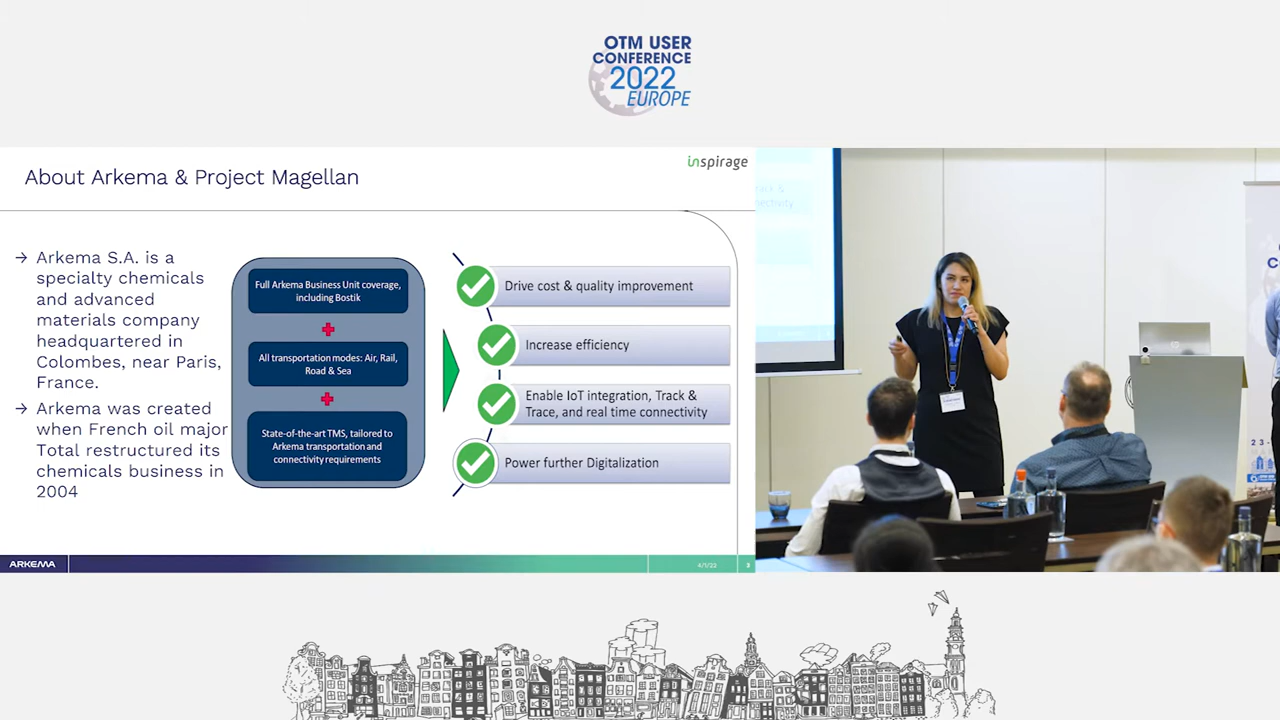 OTM USER
CONFERENCE
2022
EUROPE
inspirage
About Arkema & Project Magellan
→ Arkema S.A. is a
specialty chemicals
and advanced
materials company
headquartered in
Colombes, near Paris,
France.
→ Arkema was created
when French oil major
Total restructured its
chemicals business in
2004
Full Arkema Business Unit coverage,
including Bostik
All transportation modes: Air, Rail,
Road & Sea
State-of-the-art TMS, tailored to
Arkema transportation and
connectivity requirements
Drive cost & quality improvement
Increase efficiency
Enable IoT integration, Track &
Trace, and real time connectivity
Power further Digitalization
ARKEMA
4/1/22